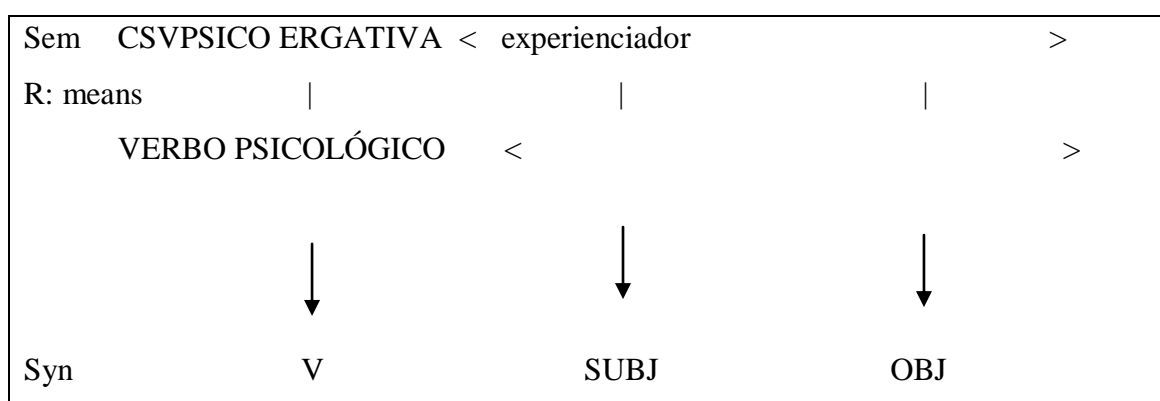 Sem CSVPSICO ERGATIVA < experienciador >
R: means | | |
VERBO PSICOLÓGICO < >
Syn V SUBJ OBJ